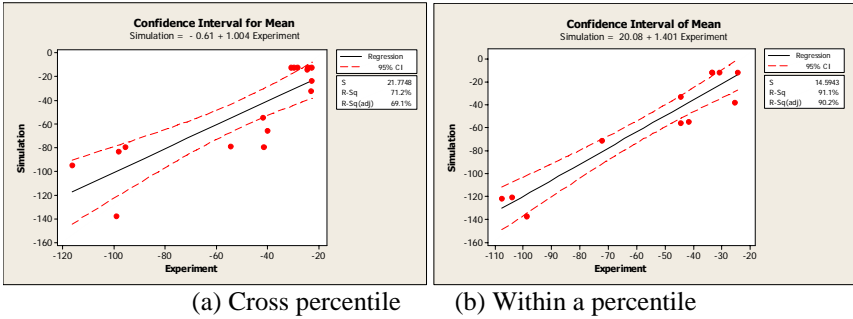 Confidence Interval for Mean
Simulation = - 0.61 + 1.004 Experiment
0
-20
-40
-60
-80
-100
-120
-140
-160
Simulation
-120 -100 -80 -60 -40 -20
Experiment
Regression
95% CI
S 21.7748
R-Sq 71.2%
R-Sq(adj) 69.1%
Confidence Interval of Mean
Simulation = 20.08 + 1.401 Experiment
0
-20
-40
-60
-80
-100
-120
-140
-160
Simulation
-110 -100 -90 -80 -70 -60 -50 -40 -30 -20
Experiment
Regression
95% CI
S 14.5943
R-Sq 91.1%
R-Sq(adj) 90.2%
(a) Cross percentile (b) Within a percentile